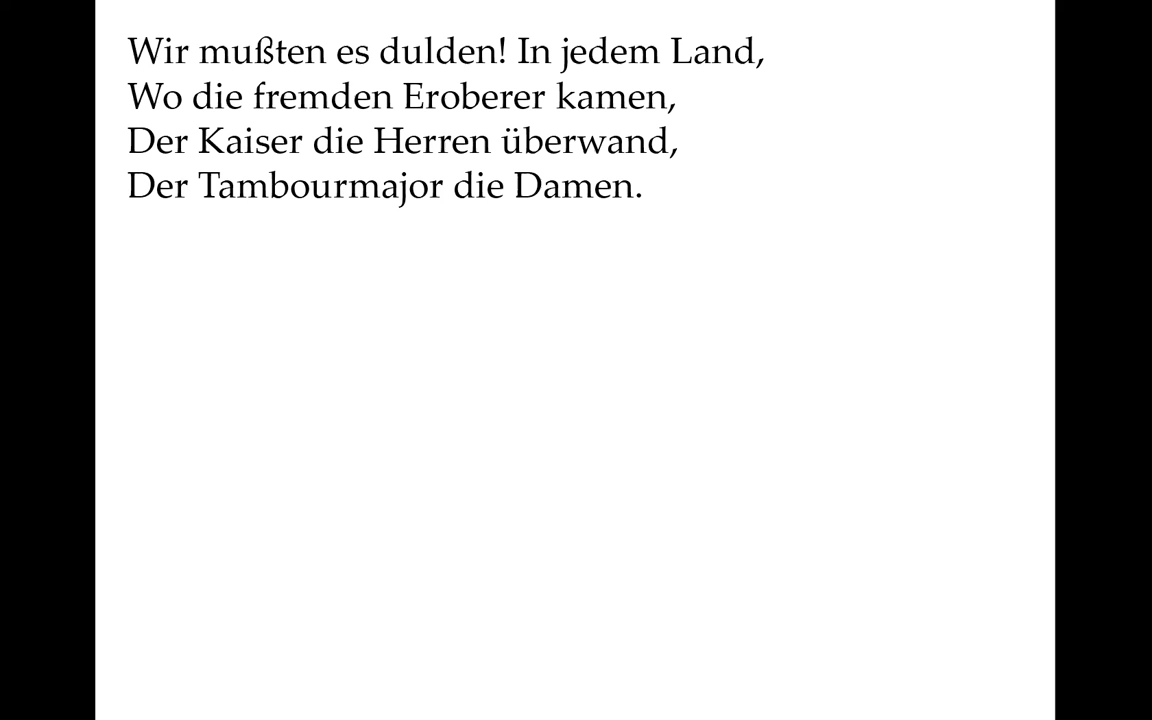 Wir mußten es dulden! In jedem Land,
Wo die fremden Eroberer kamen,
Der Kaiser die Herren überwand,
Der Tambourmajor die Damen.